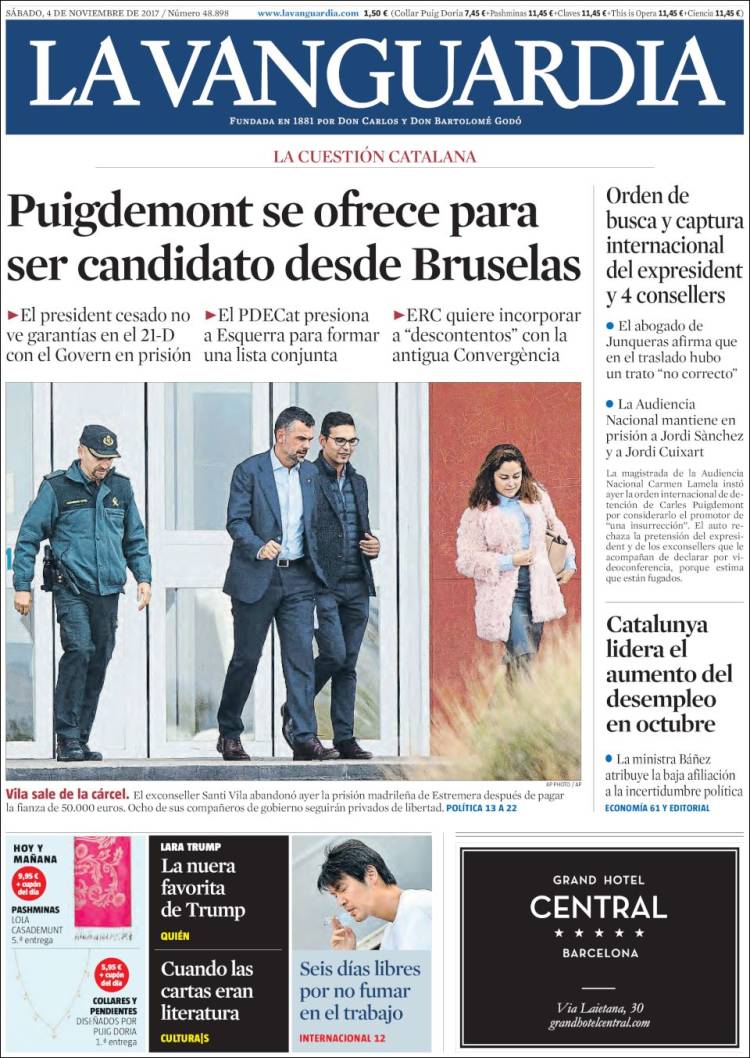 SÁBADO, 4 DE NOVIEMBRE DE 2017 / Número 48.898
www.lavanguardia.com 1,50 € (Collar Puig Doria 7,45 € + Pashminas 11,45 € + Claves 11,45 € + This is Opera 11,45 € + Ciencia 11,45 €)
LA VANGUARDIA
FUNDADA EN 1881 POR DON CARLOS Y DON BARTOLOMÉ GODÓ
LA CUESTIÓN CATALANA
Puigdemont se ofrece para
ser candidato desde Bruselas
►El president cesado no
ve garantías en el 21-D
con el Govern en prisión
►El PDECat presiona
a Esquerra para formar
una lista conjunta
►ERC quiere incorporar
a “descontentos” con la
antigua Convergència
AP PHOTO / AP
Vila sale de la cárcel. El exconseller Santi Vila abandonó ayer la prisión madrileña de Estremera después de pagar
la fianza de 50.000 euros. Ocho de sus compañeros de gobierno seguirán privados de libertad. POLÍTICA 13 A 22
Orden de
busca y captura
internacional
del expresident
y 4 consellers
● El abogado de
Junqueras afirma que
en el traslado hubo
un trato “no correcto”
● La Audiencia
Nacional mantiene en
prisión a Jordi Sànchez
y a Jordi Cuixart
La magistrada de la Audiencia
Nacional Carmen Lamela instó
ayer la orden internacional de de-
tención de Carles Puigdemont
por considerarlo el promotor de
“una insurrección”. El auto re-
chaza la pretensión del expresi-
dent y de los exconsellers que le
acompañan de declarar por vi-
deoconferencia, porque estima
que están fugados.
Catalunya
lidera el
aumento del
desempleo
en octubre
● La ministra Báñez
atribuye la baja afiliación
a la incertidumbre política
ECONOMÍA 61 Y EDITORIAL
HOY Y
MAÑANA
9,95 €
+ cupón
del día
PASHMINAS
LOLA
CASADEMUNT
5.ª entrega
5,95 €
+ cupón
del día
COLLARES Y
PENDIENTES
DISEÑADOS POR
PUIG DORIA
1.ª entrega
LARA TRUMP
La nuera
favorita
de Trump
QUIÉN
Cuando las
cartas eran
literatura
CULTURA|S
Seis días libres
por no fumar
en el trabajo
INTERNACIONAL 12
GRAND HOTEL
CENTRAL
★ ★ ★ ★ ★
BARCELONA
Via Laietana, 30
grandhotelcentral.com